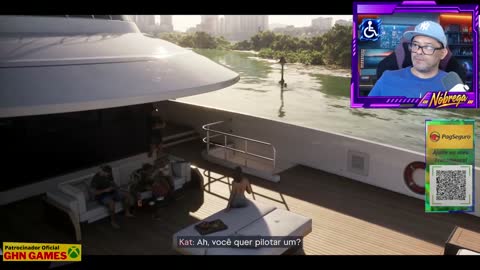 Nóbrega
PagSeguro
Kat: Ah, você quer pilotar um?
Patrocinador Oficial
GHN GAMES